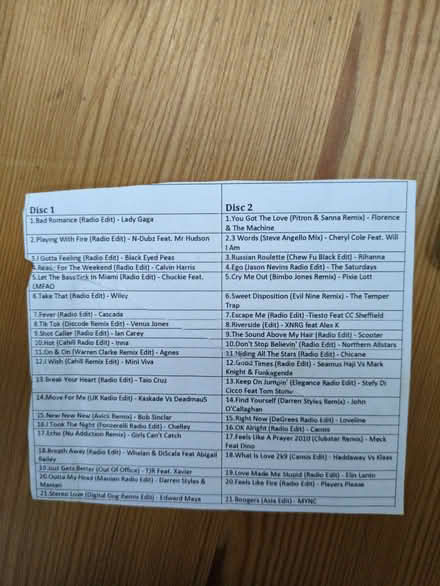 Disc 1
1.Bad Romance (Radio Edit) - Lady Gaga
2.Playing With Fire (Radio Edit) - N-Dubz Feat. Mr Hudson
3.I Gotta Feeling (Radio Edit) - Black Eyed Peas
4.Ready For The Weekend (Radio Edit) - Calvin Harris
5.Let The Bass Kick In Miami (Radio Edit) - Chuckie Feat.
LMFAO
6.Take That (Radio Edit) - Wiley
7.Fever (Radio Edit) - Cascada
8.Tik Tok (Discode Remix Edit) - Venus Jones
9.Shot Caller (Radio Edit) - Ian Carey
10.Hot (Cahill Radio Edit) - Inna
11.On & On (Warren Clarke Remix Edit) - Agnes
12.I Wish (Cahill Remix Edit) - Mini Viva
13.Break Your Heart (Radio Edit) - Taio Cruz
14.Move For Me (UK Radio Edit) - Kaskade Vs Deadmau5
15.New New New (Avicii Remix) - Bob Sinclar
16.I Took The Night (Ponzerelli Radio Edit) - Chelley
17.Echo (Nu Addiction Remix) - Girls Can't Catch
18.Breath Away (Radio Edit) - Whelan & DiScala Feat Abigail
Bailey
19.Just Gets Better (Out Of Office) - TJR Feat. Xavier
20.Outta My Head (Manian Radio Edit) - Darren Styles &
Manian
21.Stereo Love (Digital Dog Remix Edit) - Edward Maya
Disc 2
1.You Got The Love (Pitron & Sanna Remix) - Florence
& The Machine
2.3 Words (Steve Angello Mix) - Cheryl Cole Feat. Will
I Am
3.Russian Roulette (Chew Fu Black Edit) - Rihanna
4.Ego (Jason Nevins Radio Edit) - The Saturdays
5.Cry Me Out (Bimbo Jones Remix) - Pixie Lott
6.Sweet Disposition (Evil Nine Remix) - The Temper
Trap
7.Escape Me (Radio Edit) -Tiesto Feat CC Sheffield
8.Riverside (Edit) - XNRG feat Alex K
9.The Sound Above My Hair (Radio Edit) - Scooter
10.Don't Stop Believin' (Radio Edit) - Northern Allstars
11.Hiding All The Stars (Radio Edit) - Chicane
12.Good Times (Radio Edit) - Seamus Haji Vs Mark
Knight & Funkagenda
13.Keep On Jumpin' (Elegance Radio Edit) - Stefy De
Cicco Feat Tom Stone
14.Find Yourself (Darren Styles Remix) - John
O'Callaghan
15.Right Now (DaGrees Radio Edit) - Loveline
16.OK Alright (Radio Edit) - Camis
17.Feels Like A Prayer 2010 (Clubstar Remix) - Meck
Feat Dino
18.What Is Love 2k9 (Camis Edit) - Haddaway Vs Klaas
19.Love Made Me Stupid (Radio Edit) - Elin Lanto
20.Feels Like Fire (Radio Edit) - Players Please
21.Boogers (Asia Edit) - MYNC